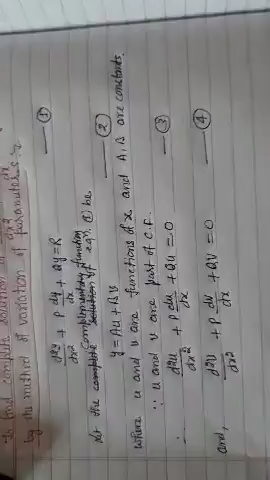 To find complete solution of d²y/dx² + P dy/dx
by the method of variation of parameters :-
d²y/dx² + P dy/dx + Qy = R — ①
Let the Complementary function of eqn. ① be
y = Au + Bv — ②
where u and v are functions of x and A, B are constants.
∵ u and v are part of C.F.
∴ d²u/dx² + P du/dx + Qu = 0 — ③
and, d²v/dx² + P dv/dx + Qv = 0 — ④